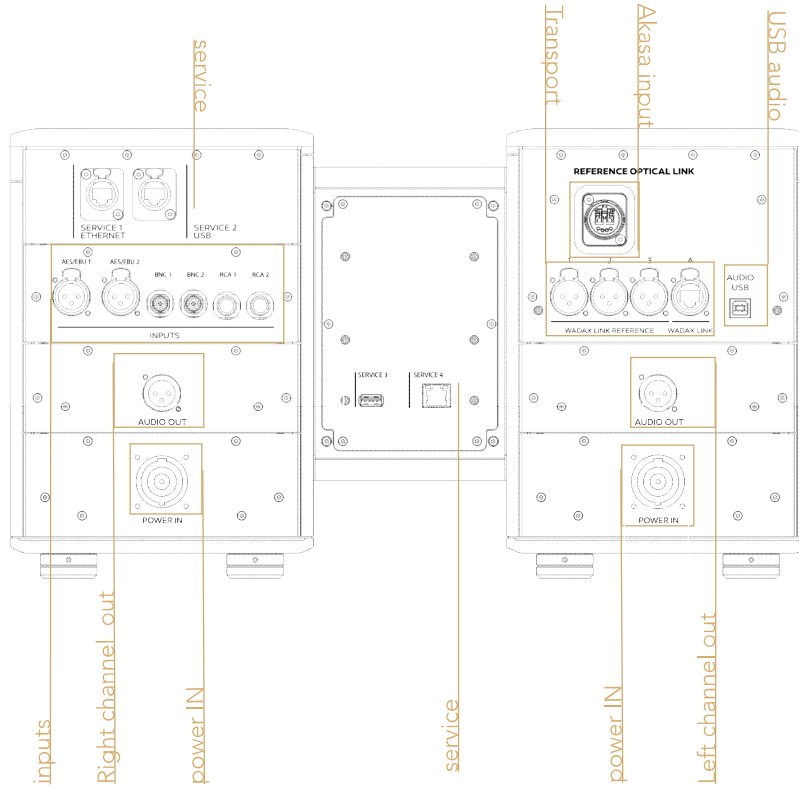 Transport
Akasa input
USB audio
service
REFERENCE OPTICAL LINK
SERVICE 1
ETHERNET
SERVICE 2
USB
AES/EBU 1
AES/EBU 2
BNC 1
BNC 2
RCA 1
RCA 2
INPUTS
2
3
A
AUDIO
USB
WADAX LINK REFERENCE
WADAX LINK
SERVICE 3
SERVICE 4
AUDIO OUT
AUDIO OUT
POWER IN
POWER IN
inputs
Right channel out
power IN
service
power IN
Left channel out